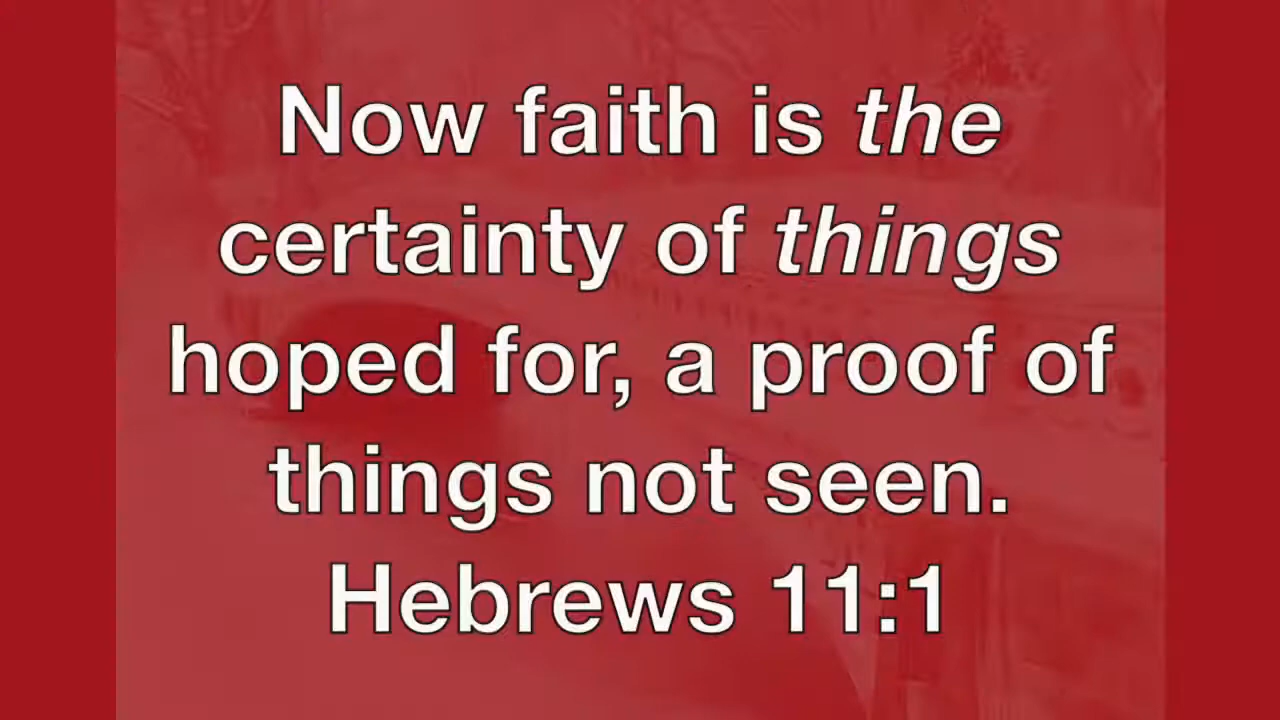 Now faith is the
certainty of things
hoped for, a proof of
things not seen.
Hebrews 11:1